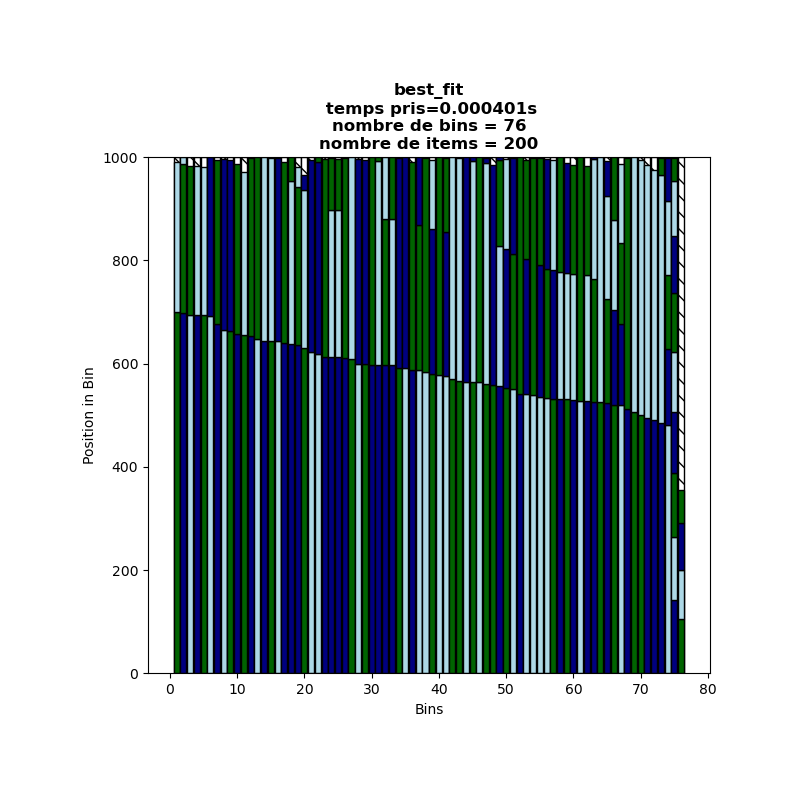 best_fit
temps pris=0.000401s
nombre de bins = 76
nombre de items = 200
1000
800
600
400
200
0
Position in Bin
0 10 20 30 40 50 60 70 80
Bins